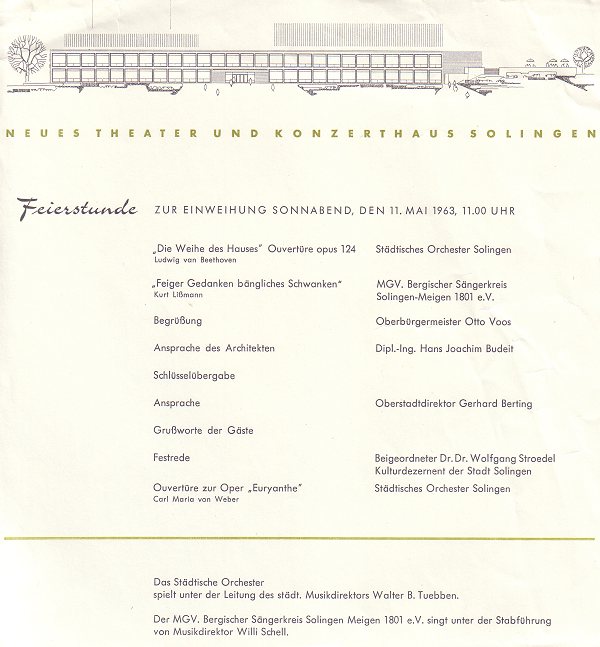 NEUES THEATER UND KONZERTHAUS SOLINGEN
Feierstunde ZUR EINWEIHUNG SONNABEND, DEN 11. MAI 1963, 11.00 UHR
„Die Weihe des Hauses" Ouvertüre opus 124 Städtisches Orchester Solingen
Ludwig van Beethoven
„Feiger Gedanken bängliches Schwanken" MGV. Bergischer Sängerkreis
Kurt Lißmann Solingen-Meigen 1801 e.V.
Begrüßung Oberbürgermeister Otto Voos
Ansprache des Architekten Dipl.-Ing. Hans Joachim Budeit
Schlüsselübergabe
Ansprache Oberstadtdirektor Gerhard Berting
Grußworte der Gäste
Festrede Beigeordneter Dr. Dr. Wolfgang Stroedel
Kulturdezernent der Stadt Solingen
Ouvertüre zur Oper „Euryanthe" Städtisches Orchester Solingen
Carl Maria von Weber
Das Städtische Orchester
spielt unter der Leitung des städt. Musikdirektors Walter B. Tuebben.
Der MGV. Bergischer Sängerkreis Solingen Meigen 1801 e.V. singt unter der Stabführung
von Musikdirektor Willi Schell.